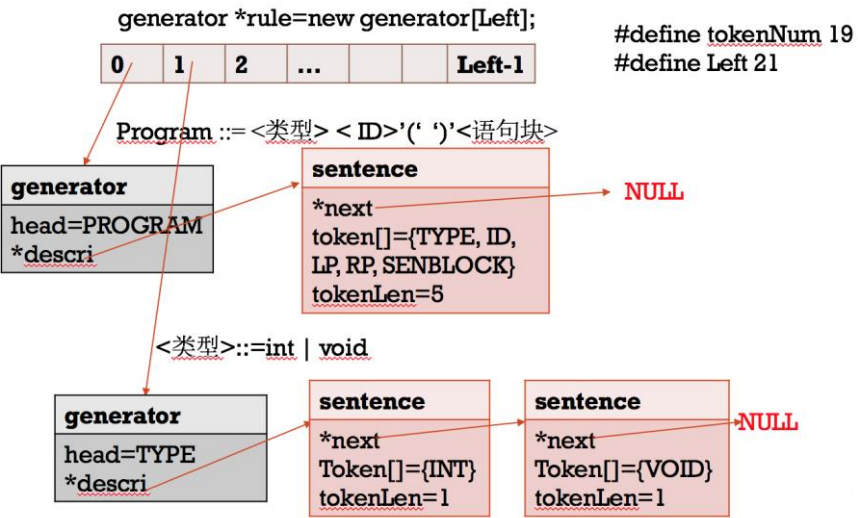 generator *rule=new generator[Left];
#define tokenNum 19
#define Left 21
0 1 2 ... Left-1
Program ::= <类型> < ID>’(‘ ‘)’<语句块>
generator
head=PROGRAM
*descri
sentence
*next
token[]={TYPE, ID,
LP, RP, SENBLOCK}
tokenLen=5
NULL
<类型>::=int | void
generator
head=TYPE
*descri
sentence
*next
Token[]={INT}
tokenLen=1
sentence
*next
Token[]={VOID}
tokenLen=1
NULL